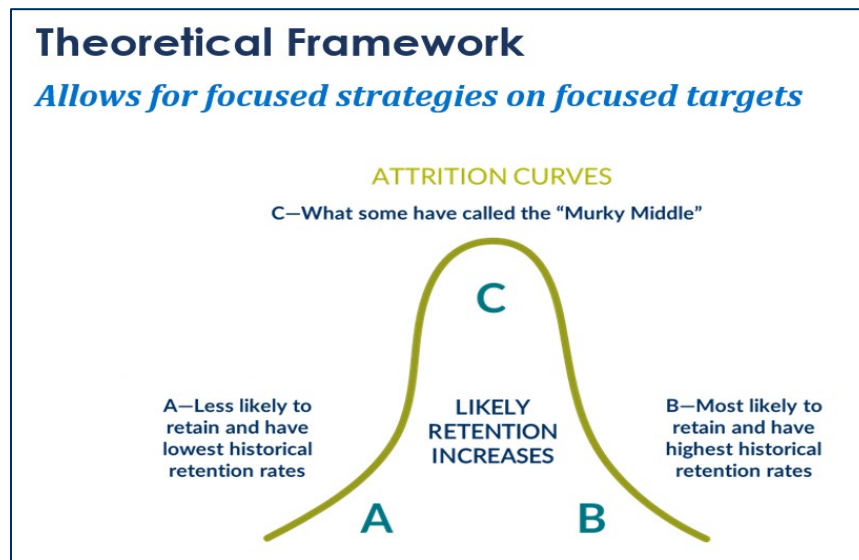 Theoretical Framework
Allows for focused strategies on focused targets
ATTRITION CURVES
C—What some have called the “Murky Middle”
C
A—Less likely to
retain and have
lowest historical
retention rates
LIKELY
RETENTION
INCREASES
B—Most likely to
retain and have
highest historical
retention rates
A
B